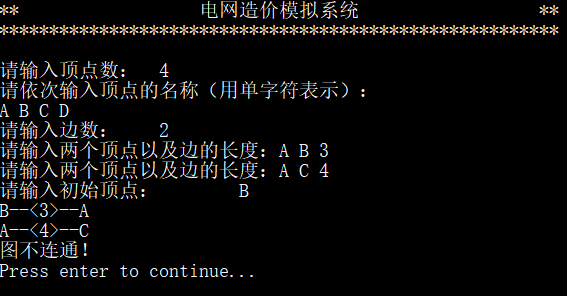 ** 电网造价模拟系统 **
********************************************************
请输入顶点数： 4
请依次输入顶点的名称（用单字符表示）：
A B C D
请输入边数： 2
请输入两个顶点以及边的长度：A B 3
请输入两个顶点以及边的长度：A C 4
请输入初始顶点： B
B--<3>--A
A--<4>--C
图不连通！
Press enter to continue...